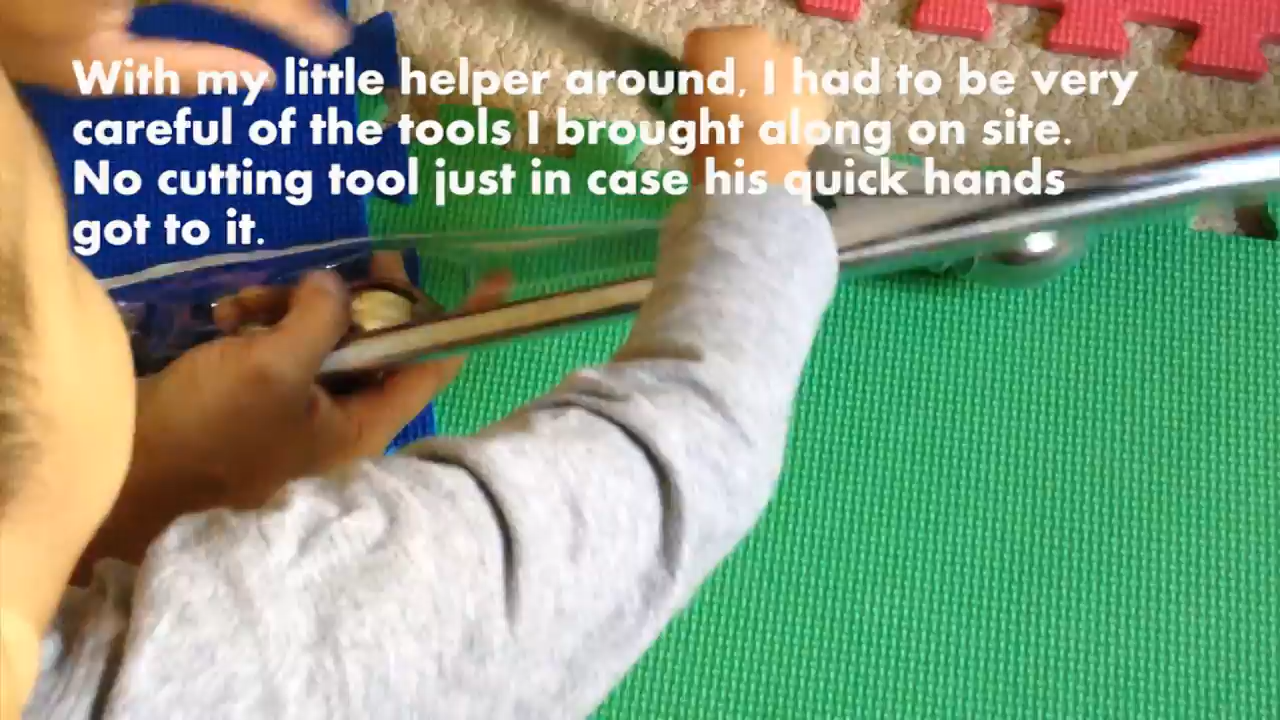 With my little helper around, I had to be very
careful of the tools I brought along on site.
No cutting tool just in case his quick hands
got to it.